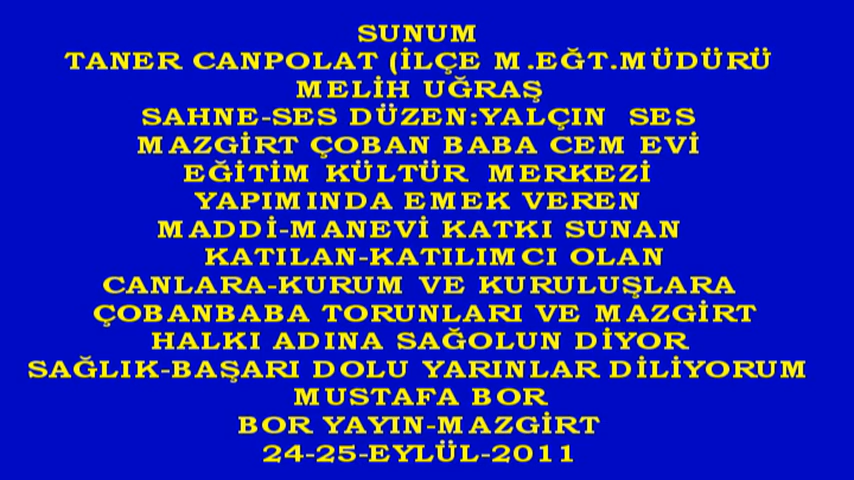 SUNUM
TANER CANPOLAT (İLÇE M.EĞT.MÜDÜRÜ
MELİH UĞRAŞ
SAHNE-SES DÜZEN:YALÇIN SES
MAZGİRT ÇOBAN BABA CEM EVİ
EĞİTİM KÜLTÜR MERKEZİ
YAPIMINDA EMEK VEREN
MADDİ-MANEVİ KATKI SUNAN
KATILAN-KATILIMCI OLAN
CANLARA-KURUM VE KURULUŞLARA
ÇOBANBABA TORUNLARI VE MAZGİRT
HALKI ADINA SAĞOLUN DİYOR
SAĞLIK-BAŞARI DOLU YARINLAR DİLİYORUM
MUSTAFA BOR
BOR YAYIN-MAZGİRT
24-25-EYLÜL-2011